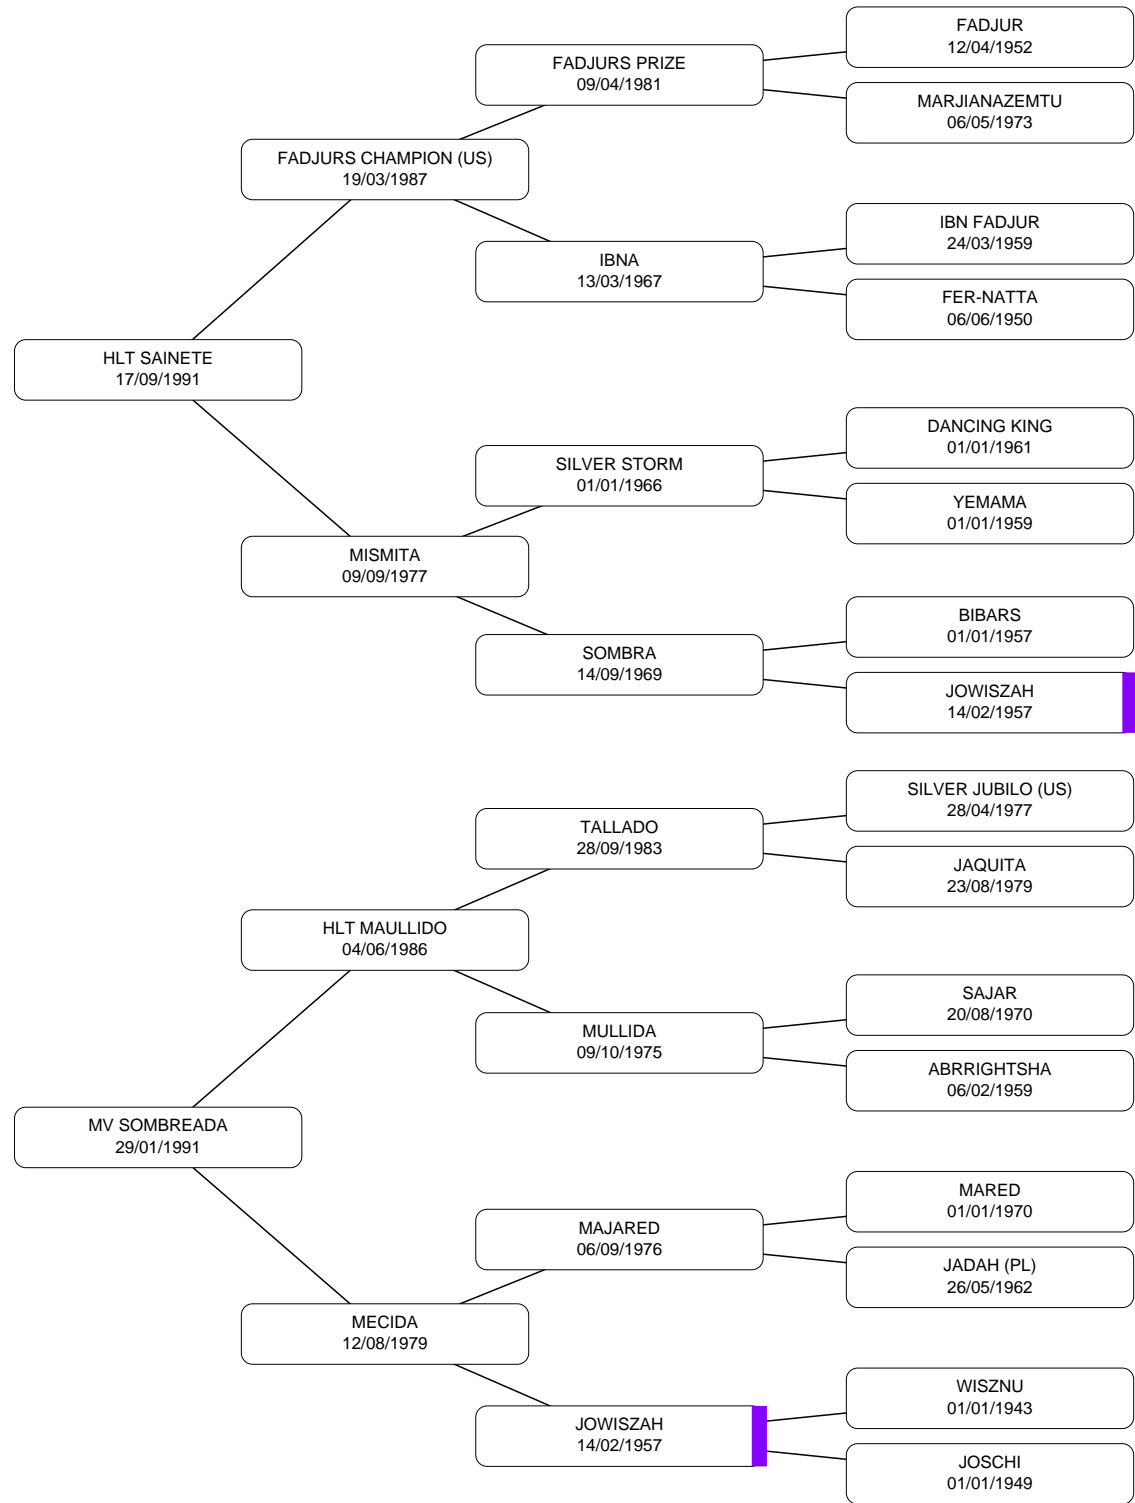 FADJUR
12/04/1952
FADJURS PRIZE
09/04/1981
MARJIANAZEMTU
06/05/1973
FADJURS CHAMPION (US)
19/03/1987
IBN FADJUR
24/03/1959
IBNA
13/03/1967
FER-NATTA
06/06/1950
HLT SAINETE
17/09/1991
DANCING KING
01/01/1961
SILVER STORM
01/01/1966
YEMAMA
01/01/1959
MISMITA
09/09/1977
BIBARS
01/01/1957
SOMBRA
14/09/1969
JOWISZAH
14/02/1957
SILVER JUBILO (US)
28/04/1977
TALLADO
28/09/1983
JAQUITA
23/08/1979
HLT MAULLIDO
04/06/1986
SAJAR
20/08/1970
MULLIDA
09/10/1975
ABRRIGHTSHA
06/02/1959
MV SOMBREADA
29/01/1991
MARED
01/01/1970
MAJARED
06/09/1976
JADAH (PL)
26/05/1962
MECIDA
12/08/1979
WISZNU
01/01/1943
JOWISZAH
14/02/1957
JOSCHI
01/01/1949